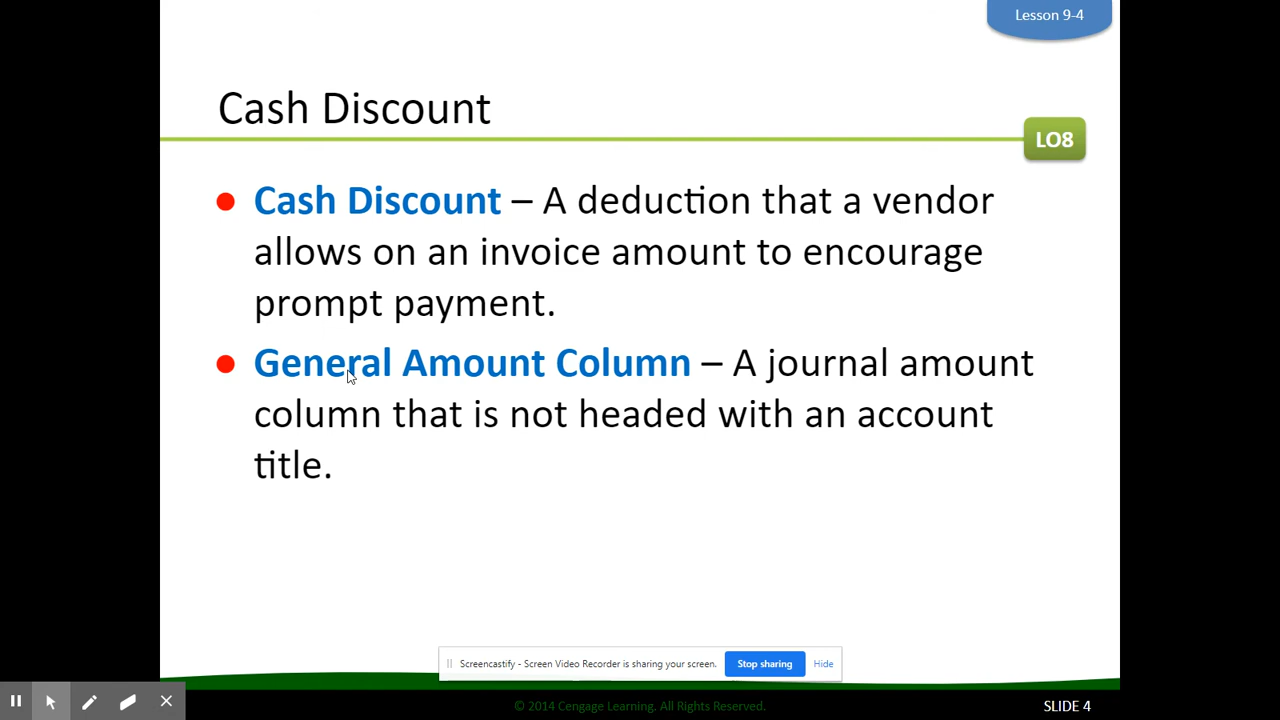 Lesson 9-4
Cash Discount
LO8
● Cash Discount – A deduction that a vendor
allows on an invoice amount to encourage
prompt payment.
● General Amount Column – A journal amount
column that is not headed with an account
title.
Screencastify - Screen Video Recorder is sharing your screen. Stop sharing Hide
© 2014 Cengage Learning. All Rights Reserved.
SLIDE 4